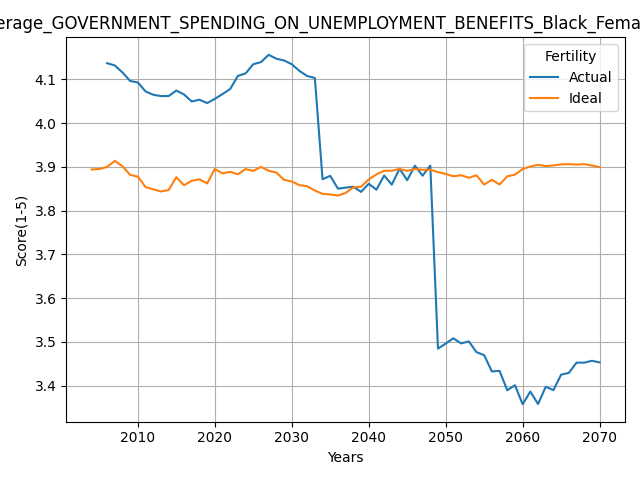 erage_GOVERNMENT_SPENDING_ON_UNEMPLOYMENT_BENEFITS_Black_Fema
Fertility
Actual
Ideal
4.1
4.0
3.9
3.8
3.7
3.6
3.5
3.4
Score(1-5)
2010 2020 2030 2040 2050 2060 2070
Years